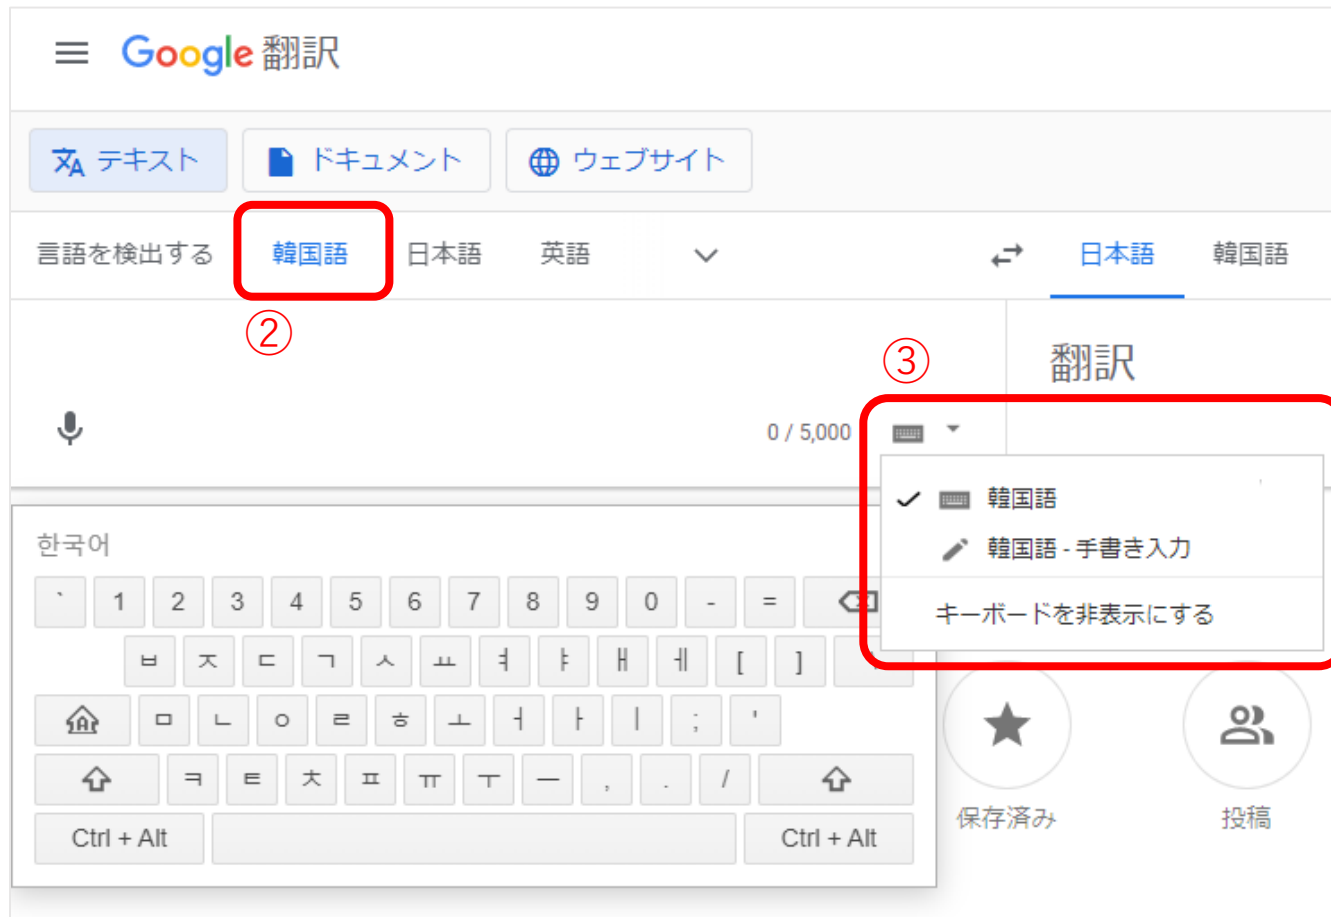 Google 翻訳
テキスト ドキュメント ウェブサイト
言語を検出する 韓国語 日本語 英語 日本語 韓国語
②
③
翻訳
0 / 5,000
韓国語
韓国語 - 手書き入力
キーボードを非表示にする
한국어
` 1 2 3 4 5 6 7 8 9 0 - =
ㅂ ㅈ ㄷ ㄱ ㅅ ㅛ ㅕ ㅑ ㅐ ㅔ [ ]
ㅁ ㄴ ㅇ ㄹ ㅎ ㅗ ㅓ ㅏ ㅣ ; '
ㅋ ㅌ ㅊ ㅍ ㅠ ㅜ ㅡ , . /
Ctrl + Alt Ctrl + Alt
保存済み 投稿